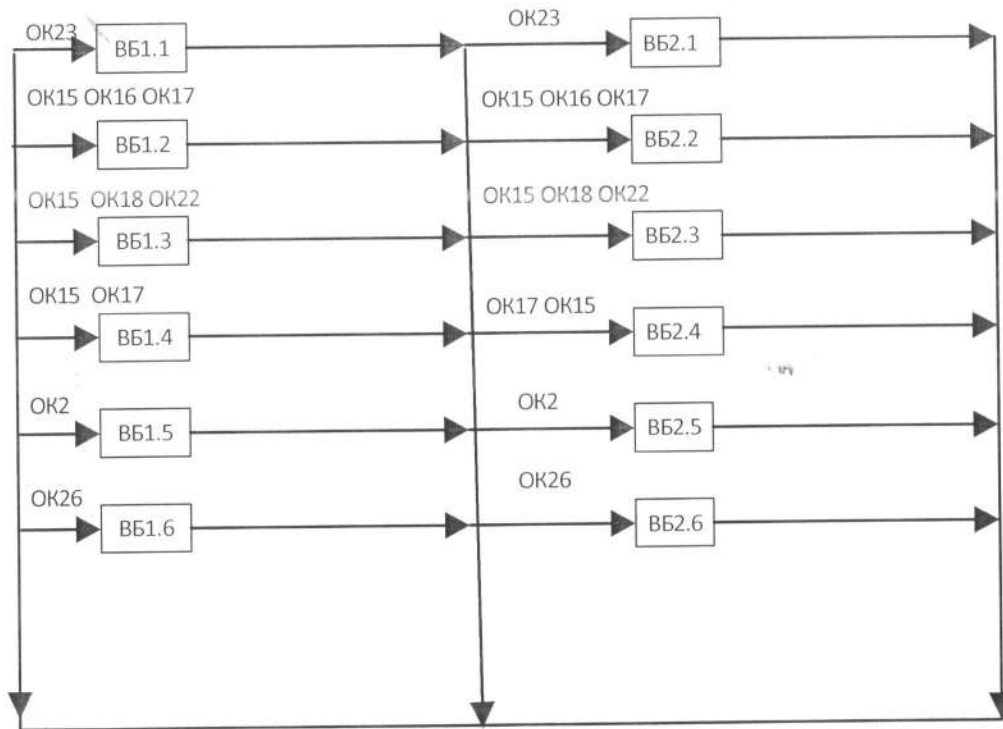 ОК23 ВБ1.1 ОК23 ВБ2.1
ОК15 ОК16 ОК17 ОК15 ОК16 ОК17
ВБ1.2 ВБ2.2
ОК15 ОК18 ОК22 ОК15 ОК18 ОК22
ВБ1.3 ВБ2.3
ОК15 ОК17 ОК17 ОК15
ВБ1.4 ВБ2.4
ОК2 ОК2
ВБ1.5 ВБ2.5
ОК26 ОК26
ВБ1.6 ВБ2.6